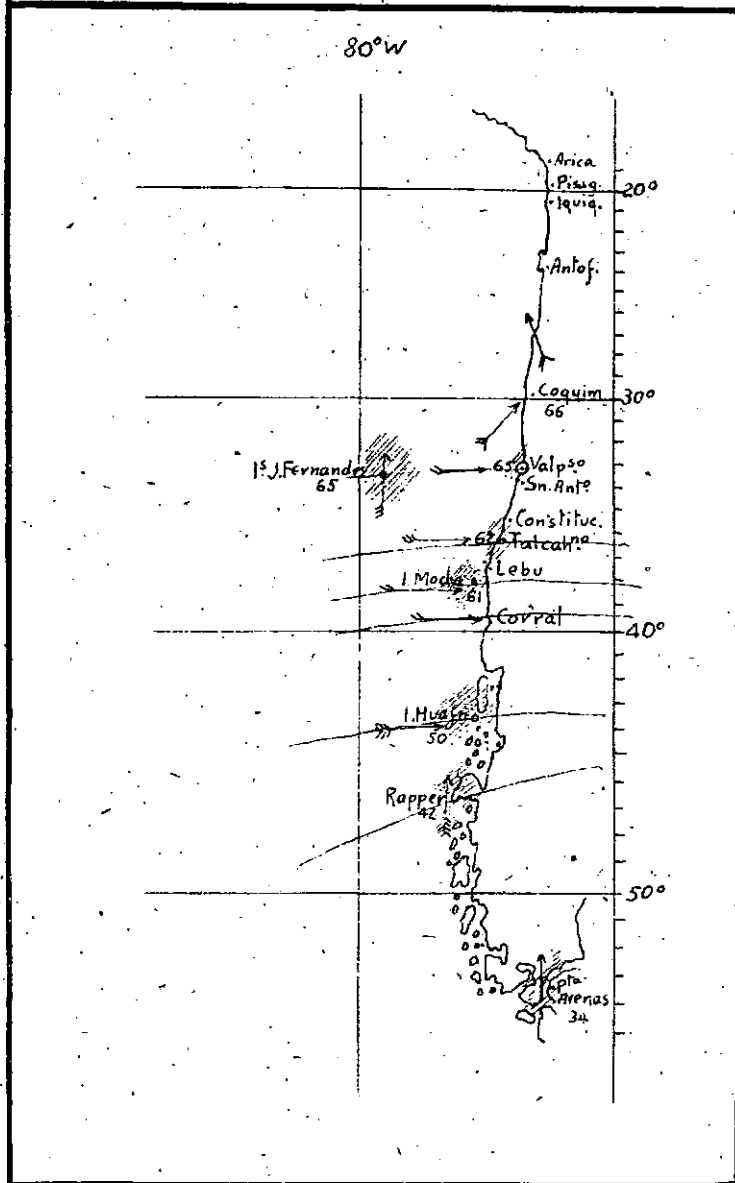 80°W
Arica
Pisag.
20°
Iquiq.
Antof.
Coquim
30°
66
Is J. Fernandez
65
65
Valpso
Sn. Anto
Constituc.
62
Talcahno
Lebu
I. Mocha
61
Corral
40°
I. Huafo
50
Rapper
42
50°
pta.
Arenas
34